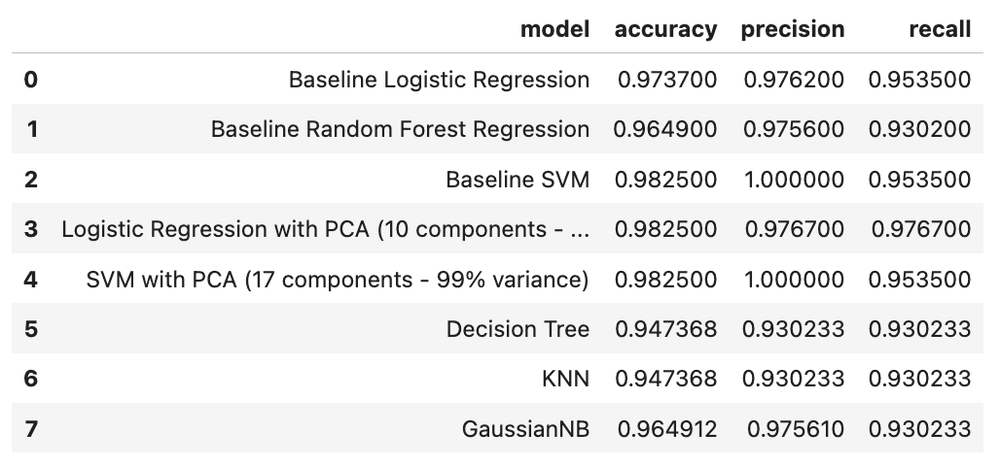 model accuracy precision recall
0 Baseline Logistic Regression 0.973700 0.976200 0.953500
1 Baseline Random Forest Regression 0.964900 0.975600 0.930200
2 Baseline SVM 0.982500 1.000000 0.953500
3 Logistic Regression with PCA (10 components - ... 0.982500 0.976700 0.976700
4 SVM with PCA (17 components - 99% variance) 0.982500 1.000000 0.953500
5 Decision Tree 0.947368 0.930233 0.930233
6 KNN 0.947368 0.930233 0.930233
7 GaussianNB 0.964912 0.975610 0.930233